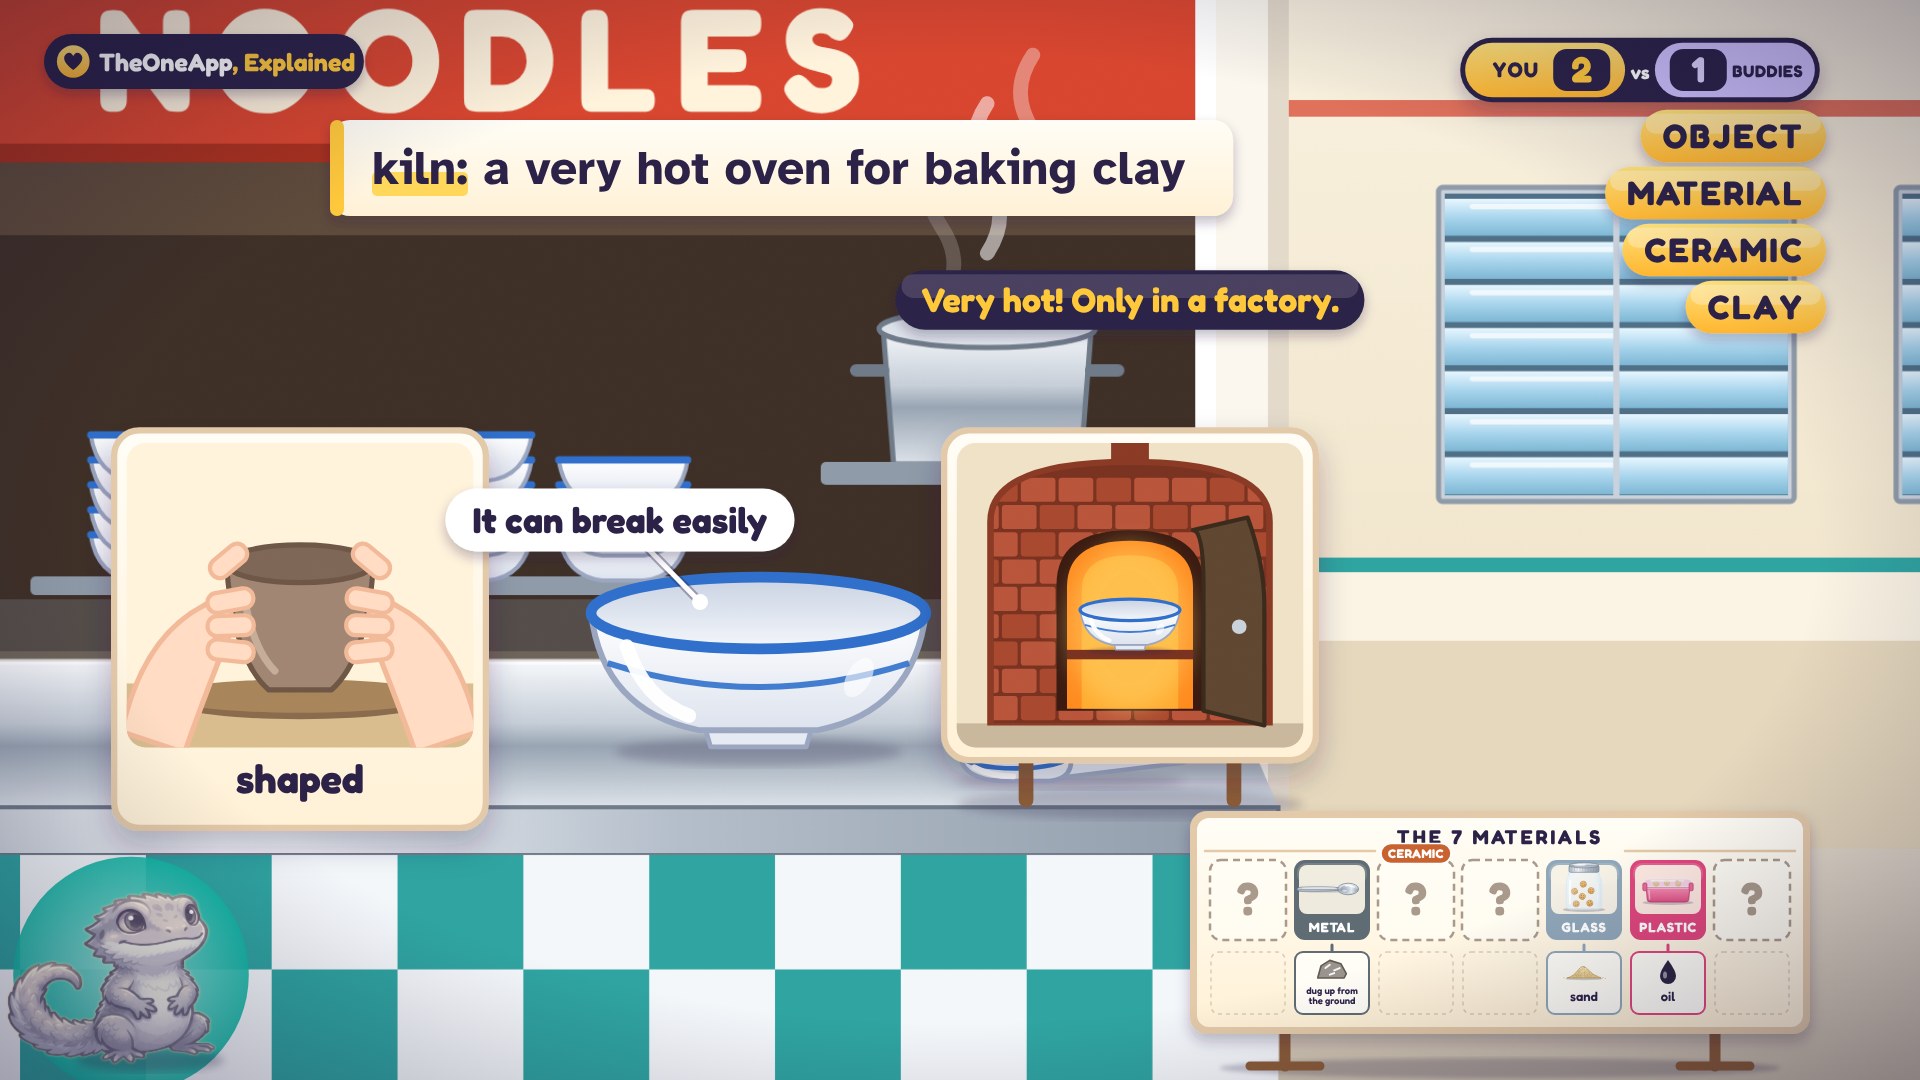 NOODLES
TheOneApp, Explained
YOU 2 vs 1 BUDDIES
kiln: a very hot oven for baking clay
OBJECT
MATERIAL
CERAMIC
CLAY
Very hot! Only in a factory.
It can break easily
shaped
THE 7 MATERIALS
CERAMIC
? METAL ? ? GLASS PLASTIC ?
dug up from
the ground
sand
oil